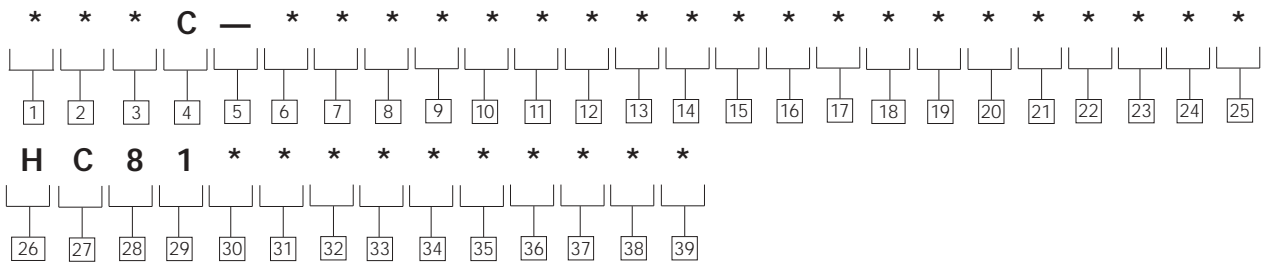 * * * C — * * * * * * * * * * * * * * * * * * * *
1 2 3 4 5 6 7 8 9 10 11 12 13 14 15 16 17 18 19 20 21 22 23 24 25
H C 8 1 * * * * * * * * * *
26 27 28 29 30 31 32 33 34 35 36 37 38 39